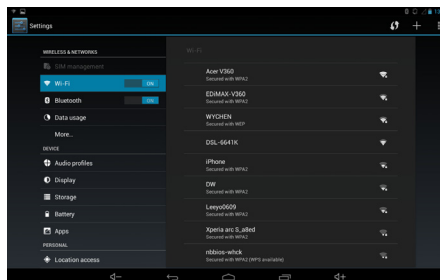 Settings
WIRELESS & NETWORKS
SIM management
Wi-Fi
ON
Bluetooth
ON
Data usage
More...
DEVICE
Audio profiles
Display
Storage
Battery
Apps
PERSONAL
Location access
Wi-Fi
Acer V360
Secured with WPA2
EDiMAX-V360
Secured with WPA2
WYCHEN
Secured with WEP
DSL-6641K
iPhone
Secured with WPA2
DW
Secured with WPA2
Leeyo0609
Secured with WPA2
Xperia arc S_a8ed
Secured with WPA2
nbbios-whck
Secured with WPA2 (WPS available)